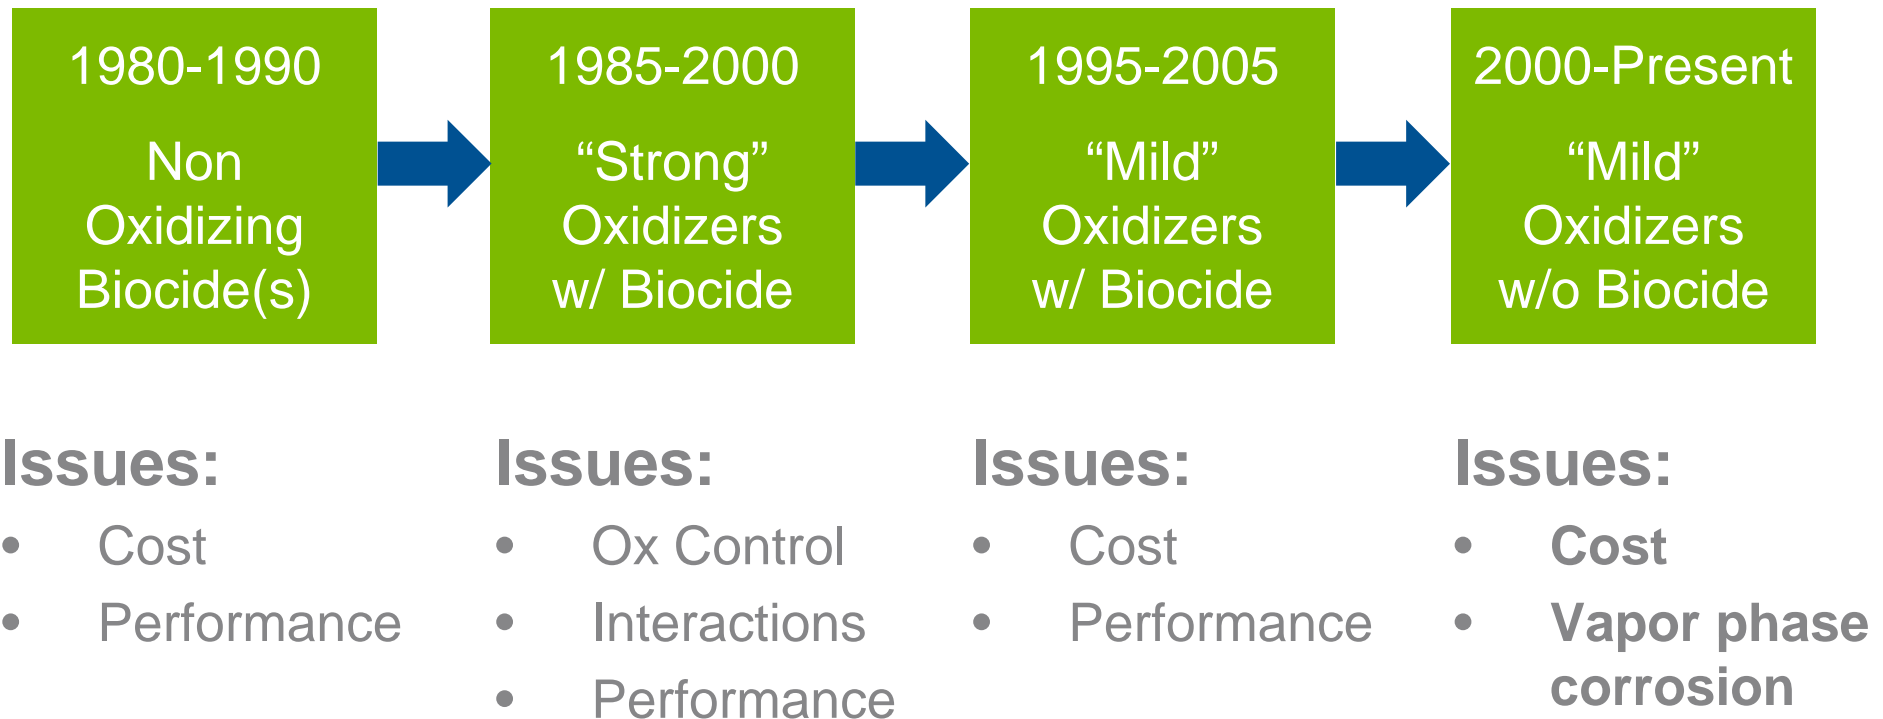 1980-1990
Non
Oxidizing
Biocide(s)
1985-2000
“Strong”
Oxidizers
w/ Biocide
1995-2005
“Mild”
Oxidizers
w/ Biocide
2000-Present
“Mild”
Oxidizers
w/o Biocide
Issues:
• Cost
• Performance
Issues:
• Ox Control
• Interactions
• Performance
Issues:
• Cost
• Performance
Issues:
• Cost
• Vapor phase
corrosion